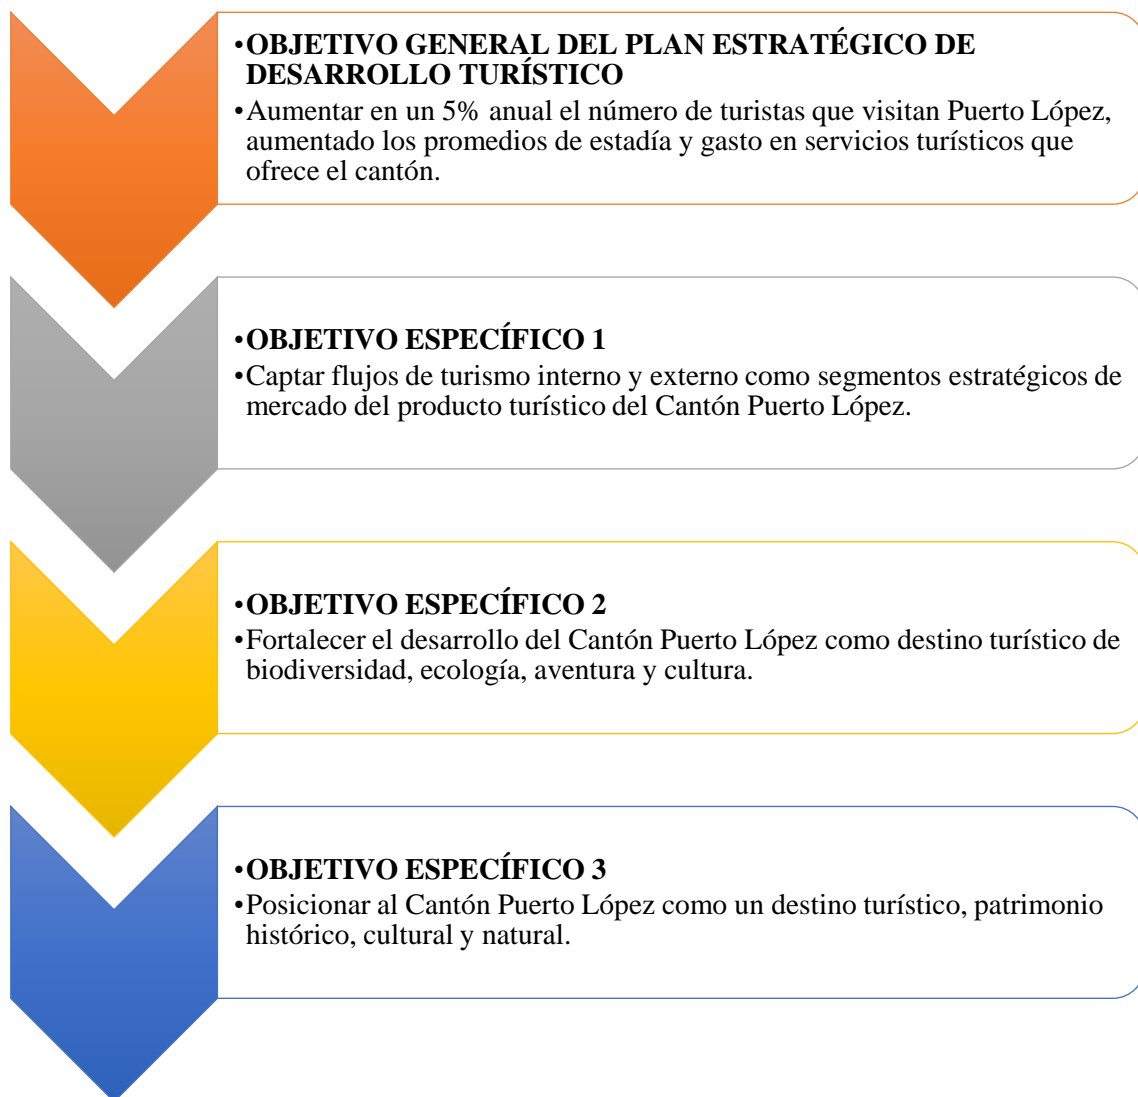 •OBJETIVO GENERAL DEL PLAN ESTRATÉGICO DE
DESARROLLO TURÍSTICO
•Aumentar en un 5% anual el número de turistas que visitan Puerto López,
aumentado los promedios de estadía y gasto en servicios turísticos que
ofrece el cantón.
•OBJETIVO ESPECÍFICO 1
•Captar flujos de turismo interno y externo como segmentos estratégicos de
mercado del producto turístico del Cantón Puerto López.
•OBJETIVO ESPECÍFICO 2
•Fortalecer el desarrollo del Cantón Puerto López como destino turístico de
biodiversidad, ecología, aventura y cultura.
•OBJETIVO ESPECÍFICO 3
•Posicionar al Cantón Puerto López como un destino turístico, patrimonio
histórico, cultural y natural.